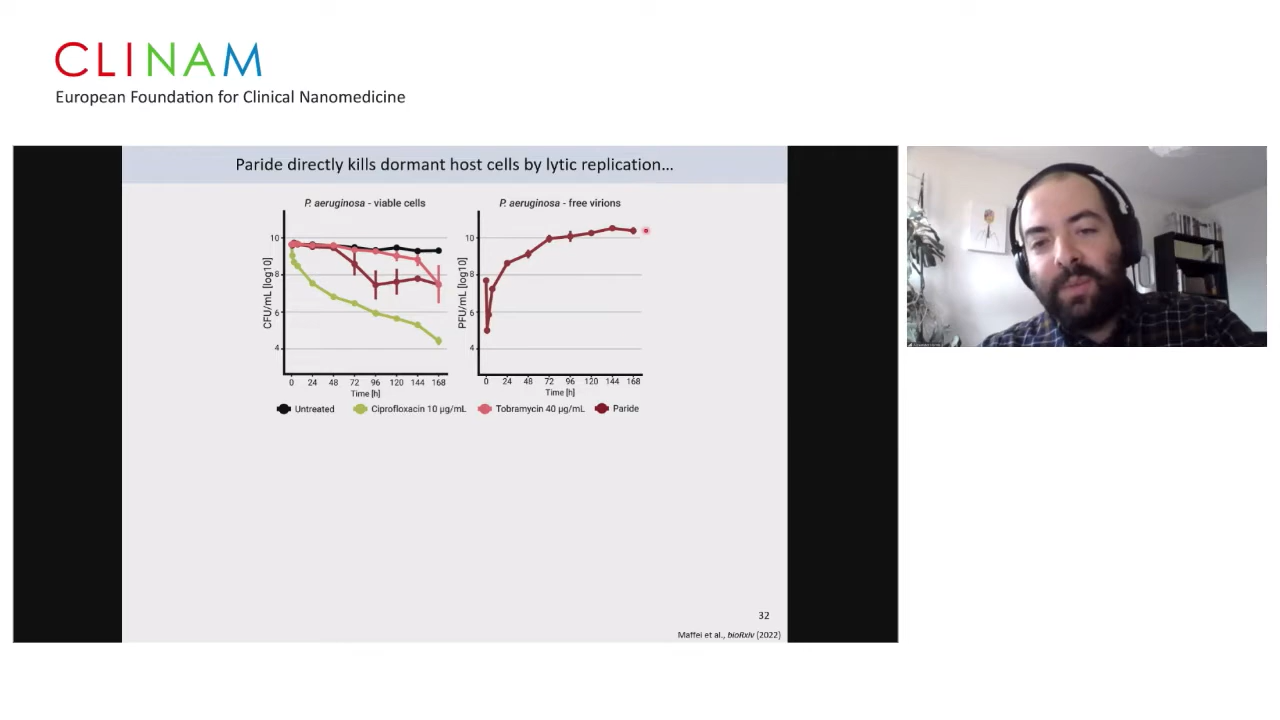 CLINAM
European Foundation for Clinical Nanomedicine
Paride directly kills dormant host cells by lytic replication...
P. aeruginosa - viable cells
P. aeruginosa - free virions
CFU/mL [log10]
10
8
6
4
0 24 48 72 96 120 144 168
Time [h]
PFU/mL [log10]
10
8
6
4
0 24 48 72 96 120 144 168
Time [h]
Untreated
Ciprofloxacin 10 µg/mL
Tobramycin 40 µg/mL
Paride
32
Maffei et al., bioRxiv (2022)